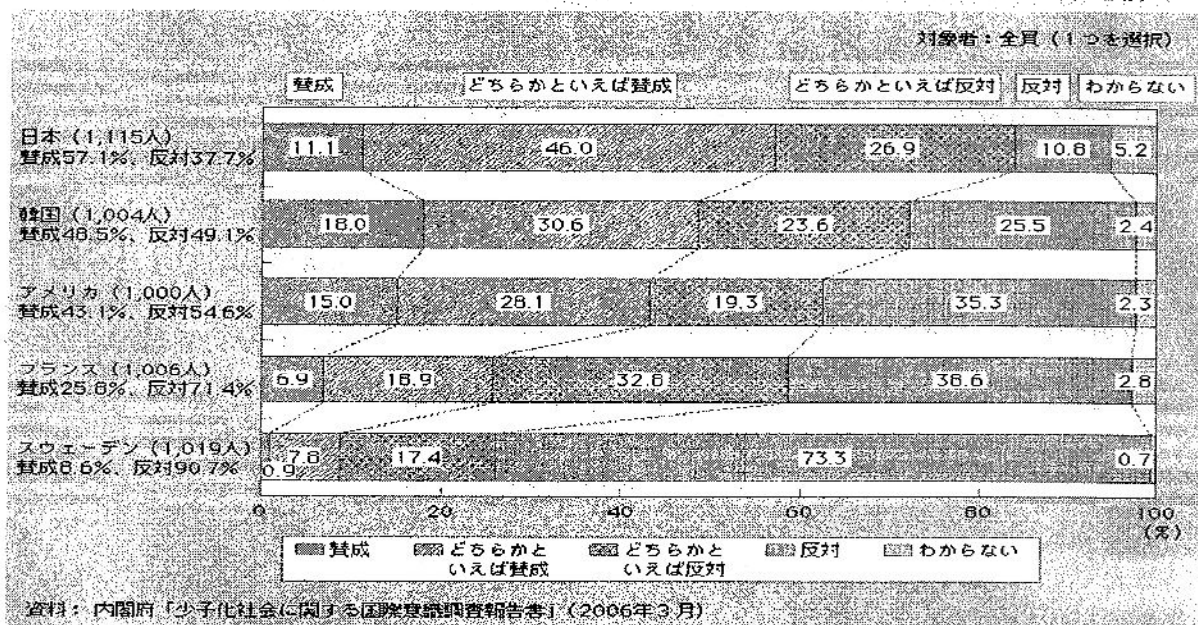 対象者：全員（1つを選択）
賛成 どちらかといえば賛成 どちらかといえば反対 反対 わからない
日本（1,115人）
賛成57.1%、反対37.7%
11.1 46.0 26.9 10.8 5.2
韓国（1,004人）
賛成48.5%、反対49.1%
18.0 30.6 23.6 25.5 2.4
アメリカ（1,000人）
賛成43.1%、反対54.6%
15.0 28.1 19.3 35.3 2.3
フランス（1,006人）
賛成25.8%、反対71.4%
6.9 18.9 32.8 38.6 2.8
スウェーデン（1,019人）
賛成8.6%、反対90.7%
0.9 7.8 17.4 73.3 0.7
0 20 40 60 80 100
(%)
賛成 どちらかと どちらかと 反対 わからない
いえば賛成 いえば反対
資料：内閣府「少子化社会に関する国際意識調査報告書」（2006年3月）